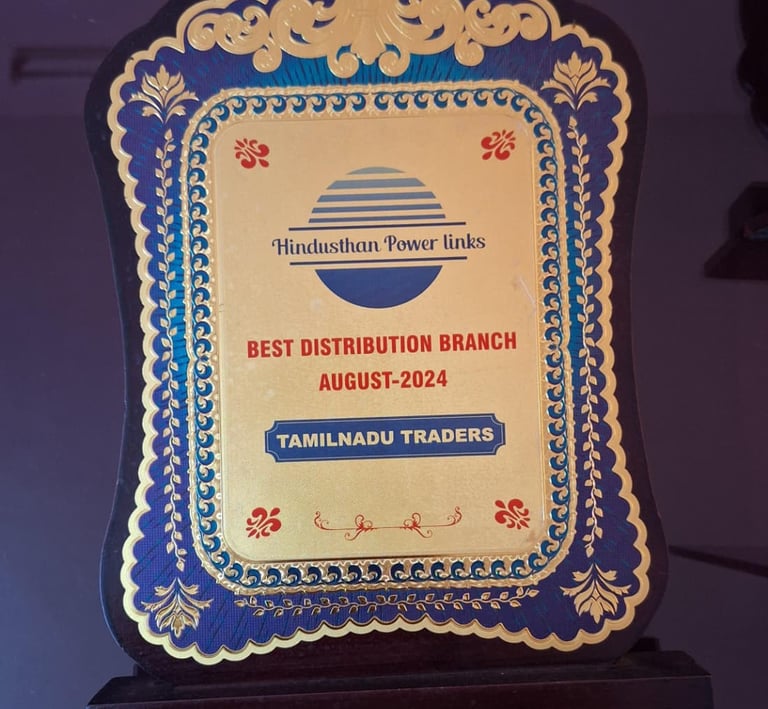 Hindusthan Power links
BEST DISTRIBUTION BRANCH
AUGUST-2024
TAMILNADU TRADERS